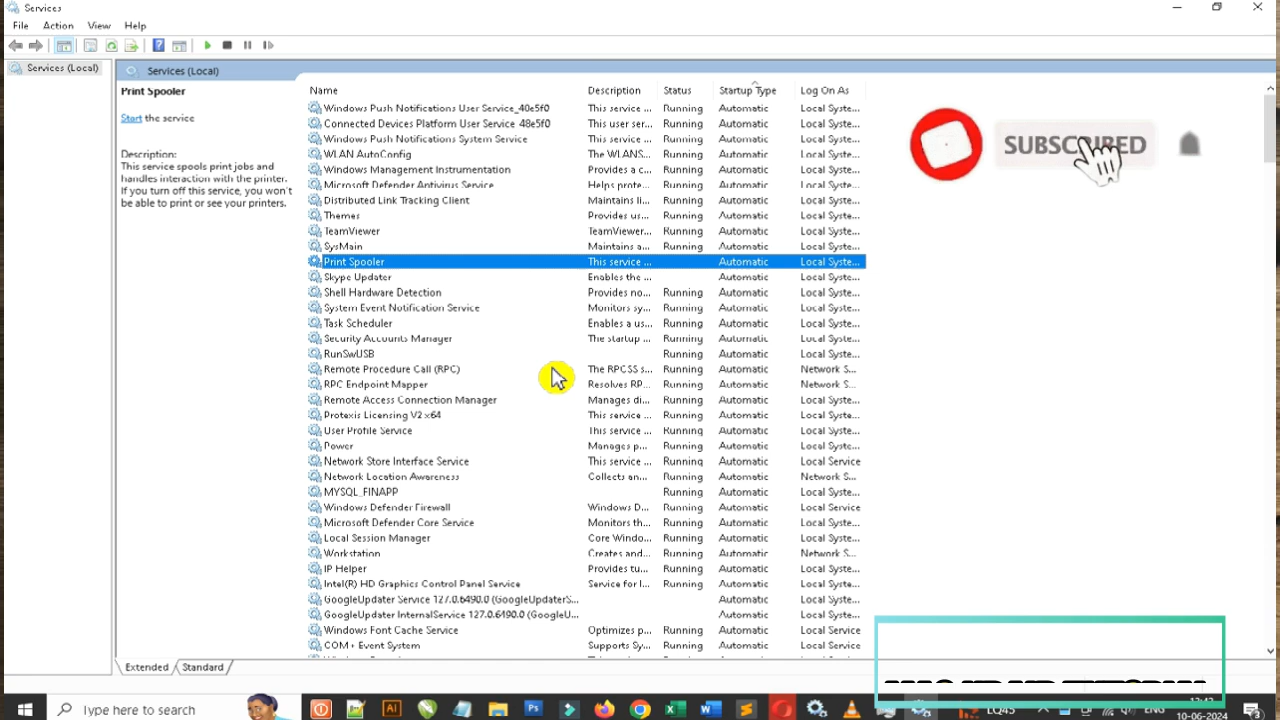 Services
File Action View Help
Services (Local)
Services (Local)
Print Spooler
Start the service
Description:
This service spools print jobs and
handles interaction with the printer.
If you turn off this service, you won't
be able to print or see your printers.
Name Description Status Startup Type Log On As
Windows Push Notifications User Service_40e5f0 This service ... Running Automatic Local Syste...
Connected Devices Platform User Service_48e5f0 This user ser... Running Automatic Local Syste...
Windows Push Notifications System Service This service ... Running Automatic Local Syste...
WLAN AutoConfig The WLANS... Running Automatic Local Syste...
Windows Management Instrumentation Provides a c... Running Automatic Local Syste...
Microsoft Defender Antivirus Service Helps prote... Running Automatic Local Syste...
Distributed Link Tracking Client Maintains li... Running Automatic Local Syste...
Themes Provides us... Running Automatic Local Syste...
TeamViewer TeamViewer... Running Automatic Local Syste...
SysMain Maintains a... Running Automatic Local Syste...
Print Spooler This service ... Automatic Local Syste...
Skype Updater Enables the ... Automatic Local Syste...
Shell Hardware Detection Provides no... Running Automatic Local Syste...
System Event Notification Service Monitors sy... Running Automatic Local Syste...
Task Scheduler Enables a us... Running Automatic Local Syste...
Security Accounts Manager The startup ... Running Automatic Local Syste...
RunSwUSB Running Automatic Local Syste...
Remote Procedure Call (RPC) The RPCSS s... Running Automatic Network S...
RPC Endpoint Mapper Resolves RP... Running Automatic Network S...
Remote Access Connection Manager Manages di... Running Automatic Local Syste...
Protexis Licensing V2 x64 This service ... Running Automatic Local Syste...
User Profile Service This service ... Running Automatic Local Syste...
Power Manages p... Running Automatic Local Syste...
Network Store Interface Service This service ... Running Automatic Local Service
Network Location Awareness Collects an... Running Automatic Network S...
MYSQL_FINAPP Running Automatic Local Syste...
Windows Defender Firewall Windows D... Running Automatic Local Service
Microsoft Defender Core Service Monitors th... Running Automatic Local Syste...
Local Session Manager Core Windo... Running Automatic Local Syste...
Workstation Creates and... Running Automatic Network S...
IP Helper Provides tu... Running Automatic Local Syste...
Intel(R) HD Graphics Control Panel Service Service for I... Running Automatic Local Syste...
GoogleUpdater Service 127.0.6490.0 (GoogleUpdaterS... Automatic Local Syste...
GoogleUpdater InternalService 127.0.6490.0 (GoogleU... Automatic Local Syste...
Windows Font Cache Service Optimizes p... Running Automatic Local Service
COM+ Event System Supports Sy... Running Automatic Local Service
SUBSCRIBED
Extended Standard
Type here to search
LQ45
ENG
10-06-2024